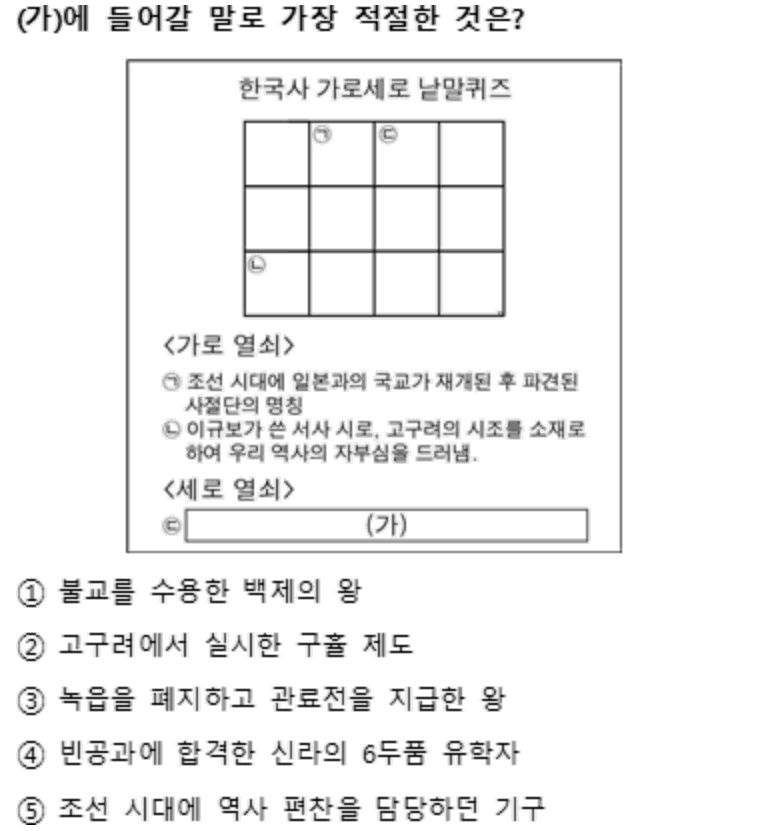 (가)에 들어갈 말로 가장 적절한 것은?
한국사 가로세로 낱말퀴즈
㉠ ㉢
㉡
<가로 열쇠>
㉠ 조선 시대에 일본과의 국교가 재개된 후 파견된
사절단의 명칭
㉡ 이규보가 쓴 서사 시로, 고구려의 시조를 소재로
하여 우리 역사의 자부심을 드러냄.
<세로 열쇠>
㉢ (가)
① 불교를 수용한 백제의 왕
② 고구려에서 실시한 구휼 제도
③ 녹읍을 폐지하고 관료전을 지급한 왕
④ 빈공과에 합격한 신라의 6두품 유학자
⑤ 조선 시대에 역사 편찬을 담당하던 기구